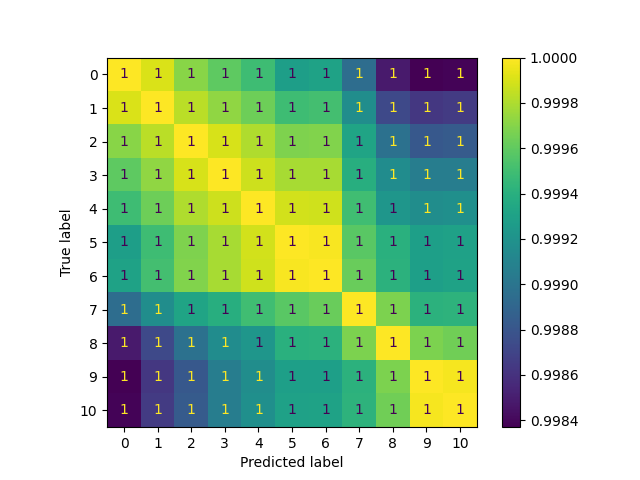 0 1 1 1 1 1 1 1 1 1 1 1
1 1 1 1 1 1 1 1 1 1 1 1
2 1 1 1 1 1 1 1 1 1 1 1
3 1 1 1 1 1 1 1 1 1 1 1
4 1 1 1 1 1 1 1 1 1 1 1
5 1 1 1 1 1 1 1 1 1 1 1
6 1 1 1 1 1 1 1 1 1 1 1
7 1 1 1 1 1 1 1 1 1 1 1
8 1 1 1 1 1 1 1 1 1 1 1
9 1 1 1 1 1 1 1 1 1 1 1
10 1 1 1 1 1 1 1 1 1 1 1
0 1 2 3 4 5 6 7 8 9 10
True label
Predicted label
1.0000
0.9998
0.9996
0.9994
0.9992
0.9990
0.9988
0.9986
0.9984